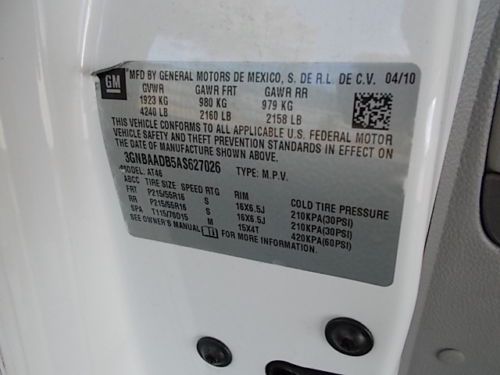 GM MFD BY GENERAL MOTORS DE MEXICO, S. DE R.L. DE C.V. 04/10
GVWR GAWR FRT GAWR RR
1923 KG 980 KG 979 KG
4240 LB 2160 LB 2158 LB
THIS VEHICLE CONFORMS TO ALL APPLICABLE U.S. FEDERAL MOTOR
VEHICLE SAFETY AND THEFT PREVENTION STANDARDS IN EFFECT ON
THE DATE OF MANUFACTURE SHOWN ABOVE.
3GNBAADB5AS627026 TYPE: M.P.V.
MODEL: AT46
TIRE SIZE SPEED RTG RIM COLD TIRE PRESSURE
FRT P215/55R16 S 16X6.5J 210KPA(30PSI)
RR P215/55R16 S 16X6.5J 210KPA(30PSI)
SPA T115/70D15 M 15X4T 420KPA(60PSI)
SEE OWNER'S MANUAL FOR MORE INFORMATION.